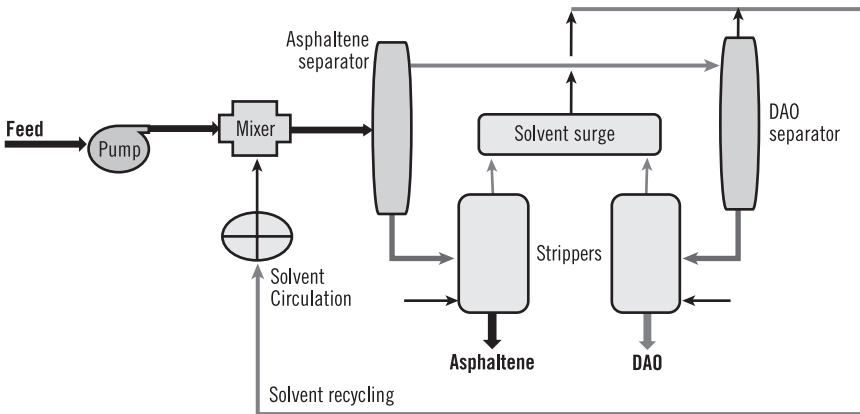 Asphaltene
separator
Feed
Pump
Mixer
Solvent surge
DAO
separator
Strippers
Solvent
Circulation
Asphaltene
DAO
Solvent recycling